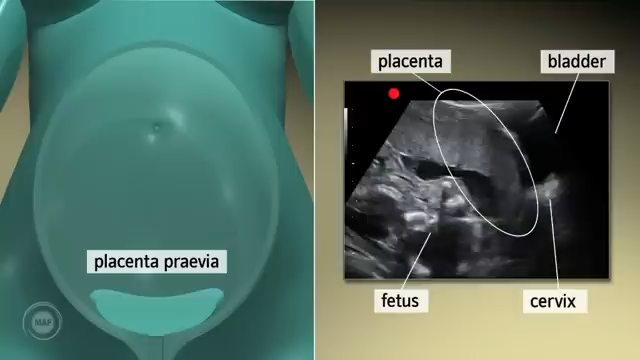 placenta
bladder
placenta praevia
fetus
cervix
M&F